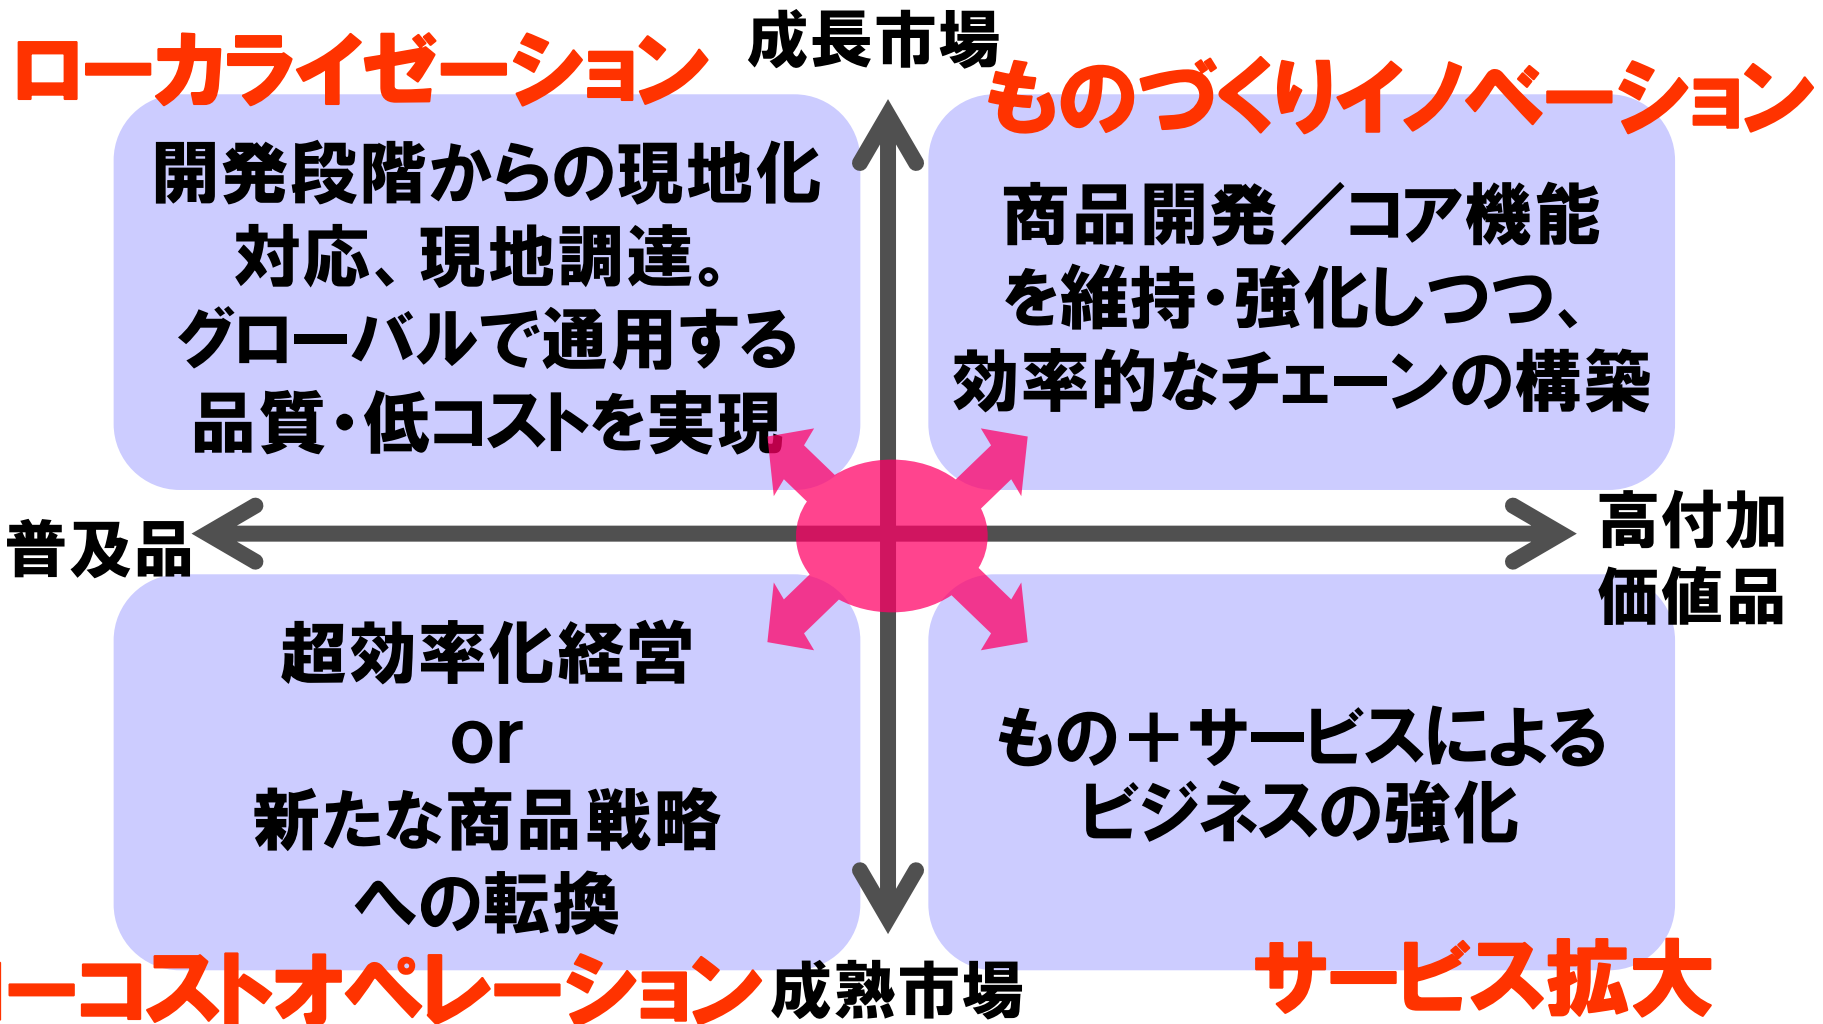 成長市場
ローカライゼーション
ものづくりイノベーション
開発段階からの現地化
対応、現地調達。
グローバルで通用する
品質・低コストを実現
商品開発／コア機能
を維持・強化しつつ、
効率的なチェーンの構築
普及品
高付加
価値品
超効率化経営
or
新たな商品戦略
への転換
もの＋サービスによる
ビジネスの強化
ーコストオペレーション
成熟市場
サービス拡大